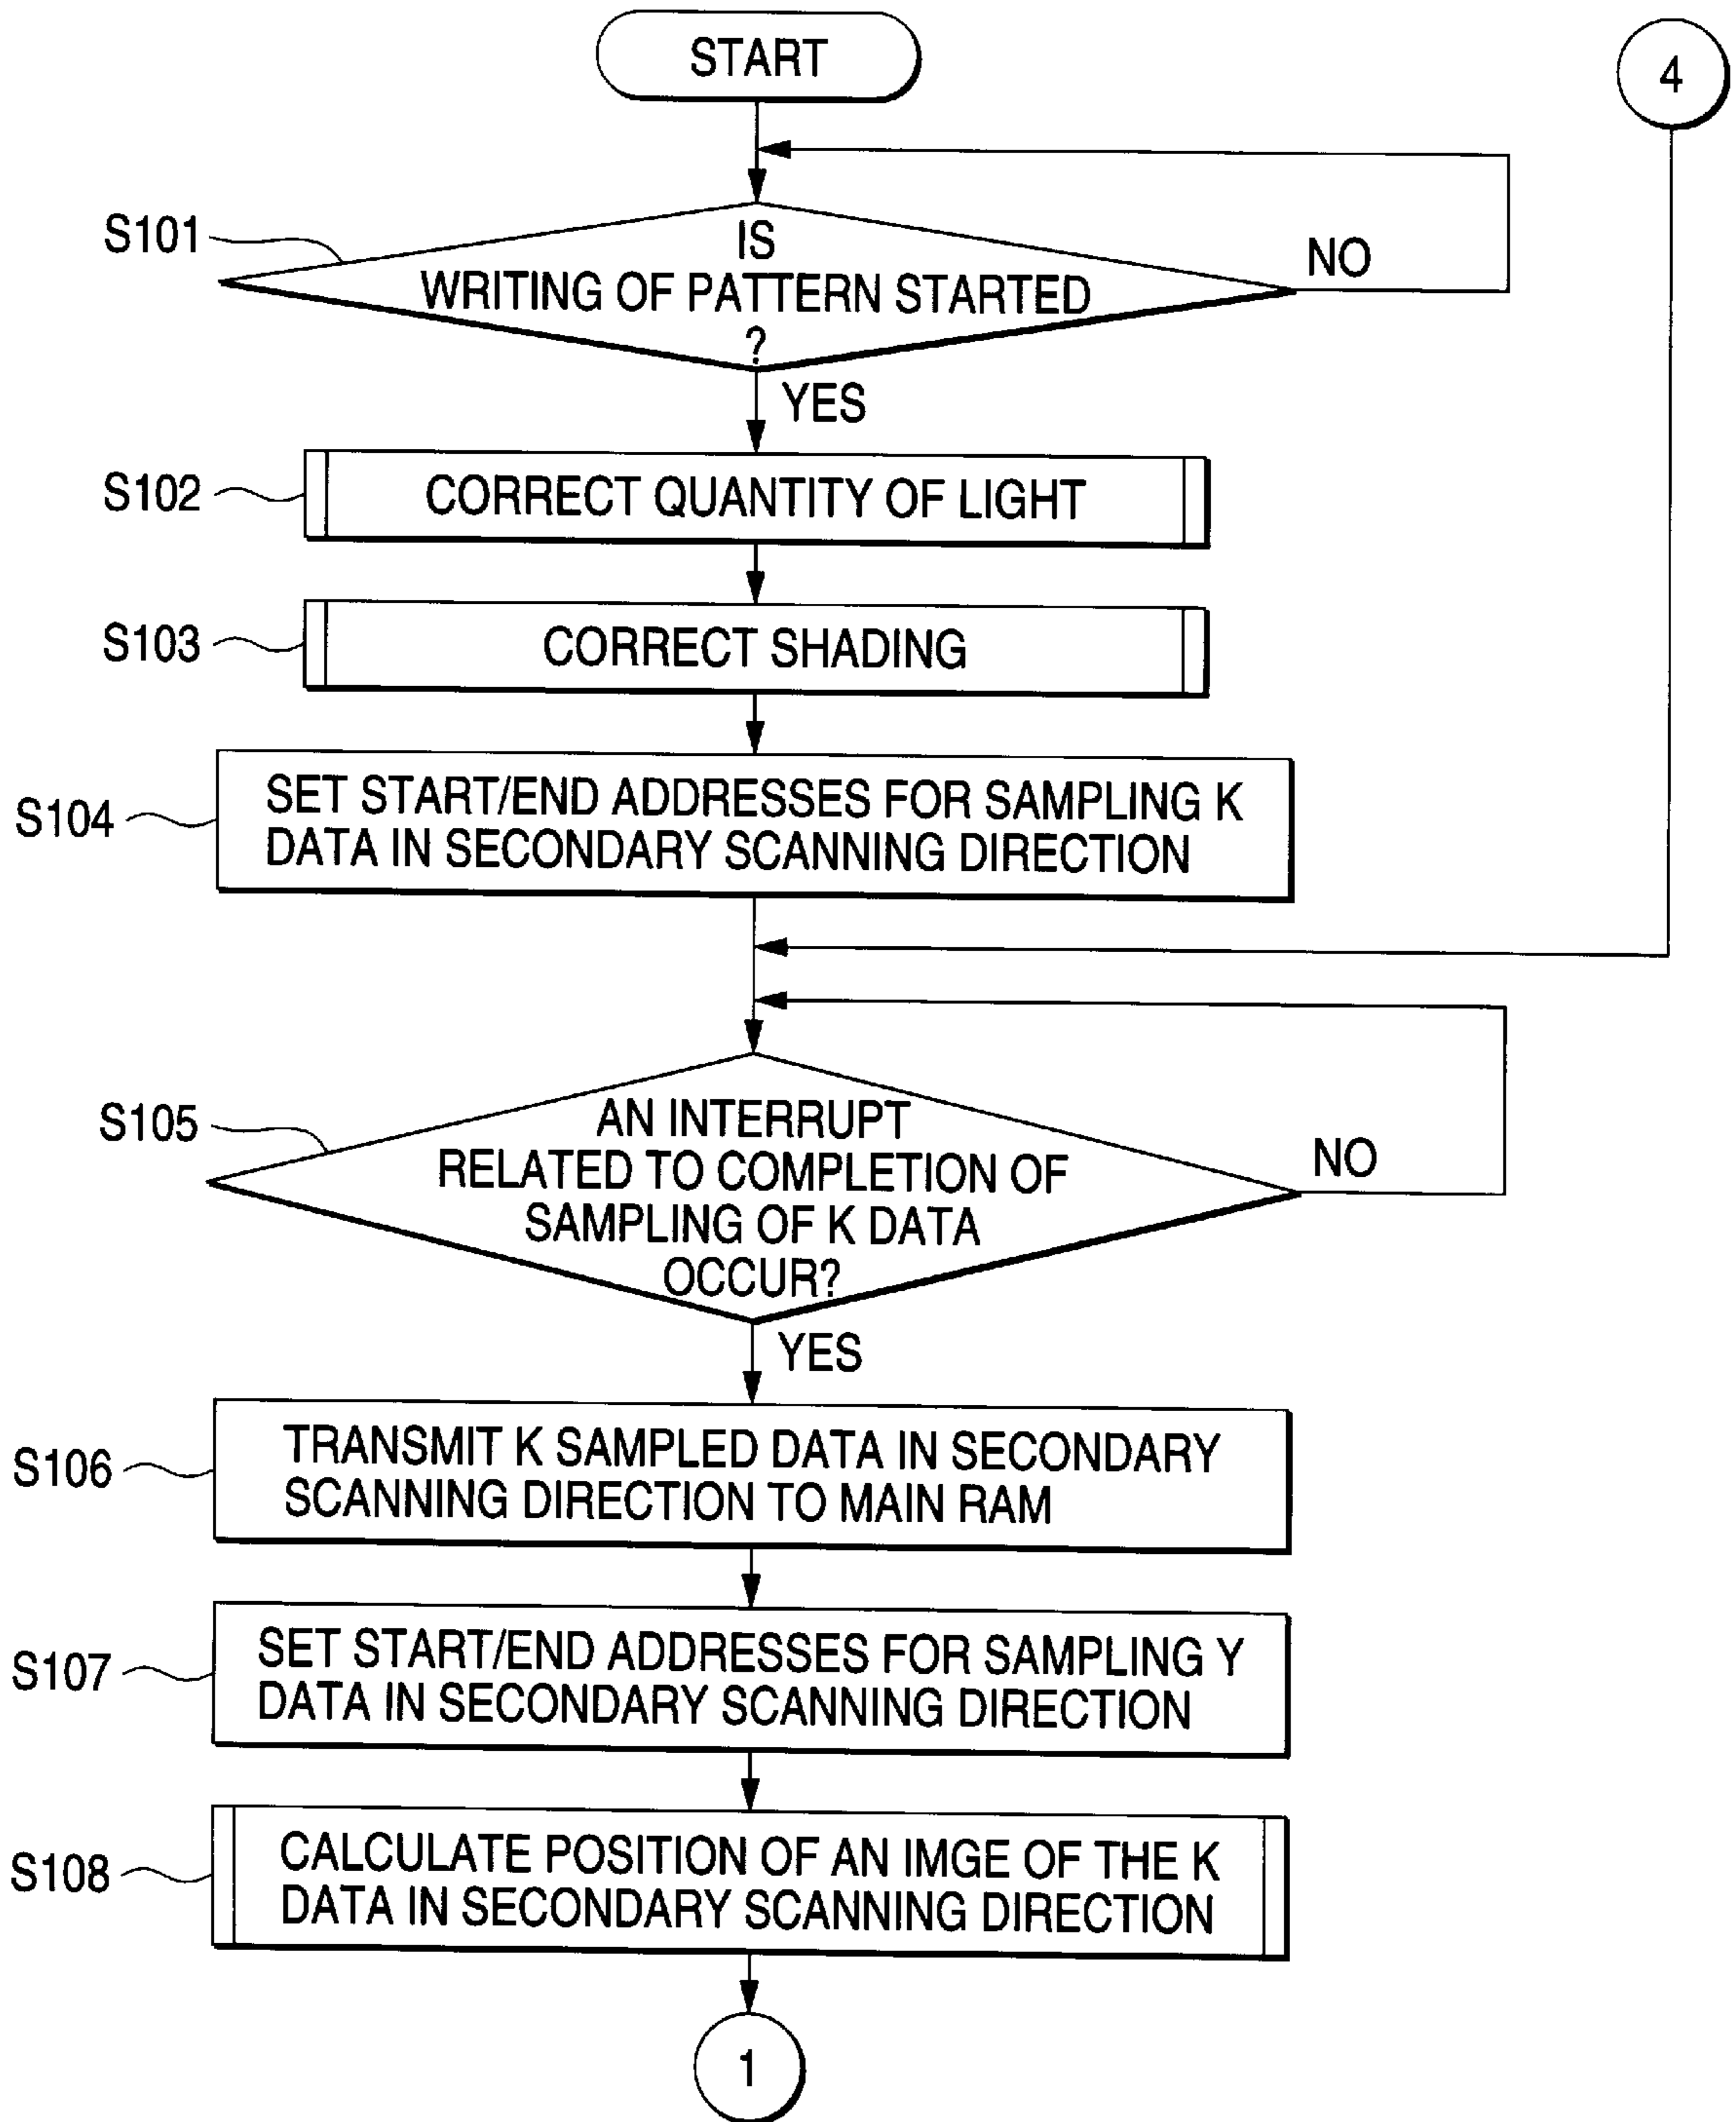 START
4
S101
IS
WRITING OF PATTERN STARTED
?
NO
YES
S102
CORRECT QUANTITY OF LIGHT
S103
CORRECT SHADING
S104
SET START/END ADDRESSES FOR SAMPLING K
DATA IN SECONDARY SCANNING DIRECTION
S105
AN INTERRUPT
RELATED TO COMPLETION OF
SAMPLING OF K DATA
OCCUR?
NO
YES
S106
TRANSMIT K SAMPLED DATA IN SECONDARY
SCANNING DIRECTION TO MAIN RAM
S107
SET START/END ADDRESSES FOR SAMPLING Y
DATA IN SECONDARY SCANNING DIRECTION
S108
CALCULATE POSITION OF AN IMGE OF THE K
DATA IN SECONDARY SCANNING DIRECTION
1